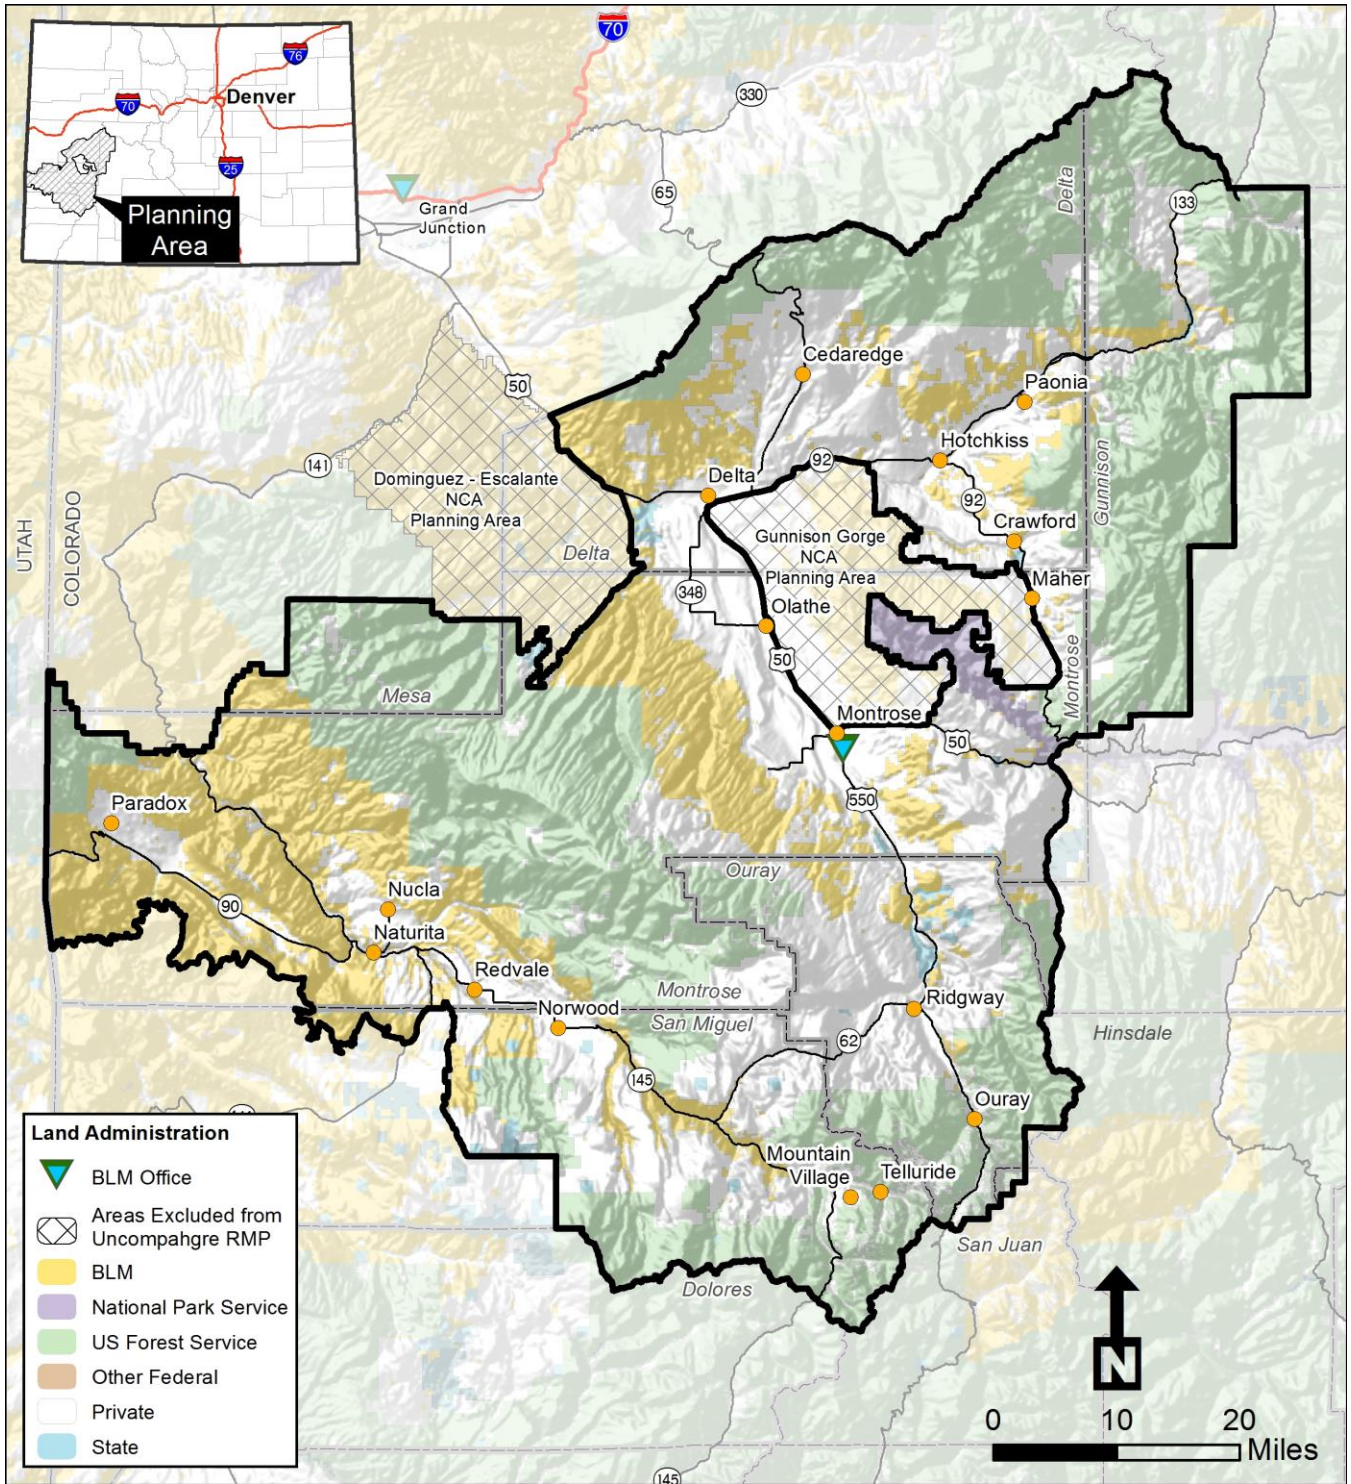 70
76
Denver
70
25
Planning
Area
330
65
Grand
Junction
133
Delta
Gunnison
50
Cedaredge
Paonia
Hotchkiss
141
Dominguez - Escalante
NCA
Planning Area
Delta
92
92
Crawford
UTAH
COLORADO
Delta
Gunnison Gorge
NCA
Planning Area
Maher
348
Olathe
50
Mesa
Montrose
Montrose
50
550
Paradox
Ouray
Nucla
90
Naturita
Redvale
Montrose
Ridgway
Norwood
San Miguel
62
Hinsdale
145
Ouray
Mountain
Village
Telluride
San Juan
Dolores
Land Administration
BLM Office
Areas Excluded from
Uncompahgre RMP
BLM
National Park Service
US Forest Service
Other Federal
Private
State
N
0 10 20
Miles
145